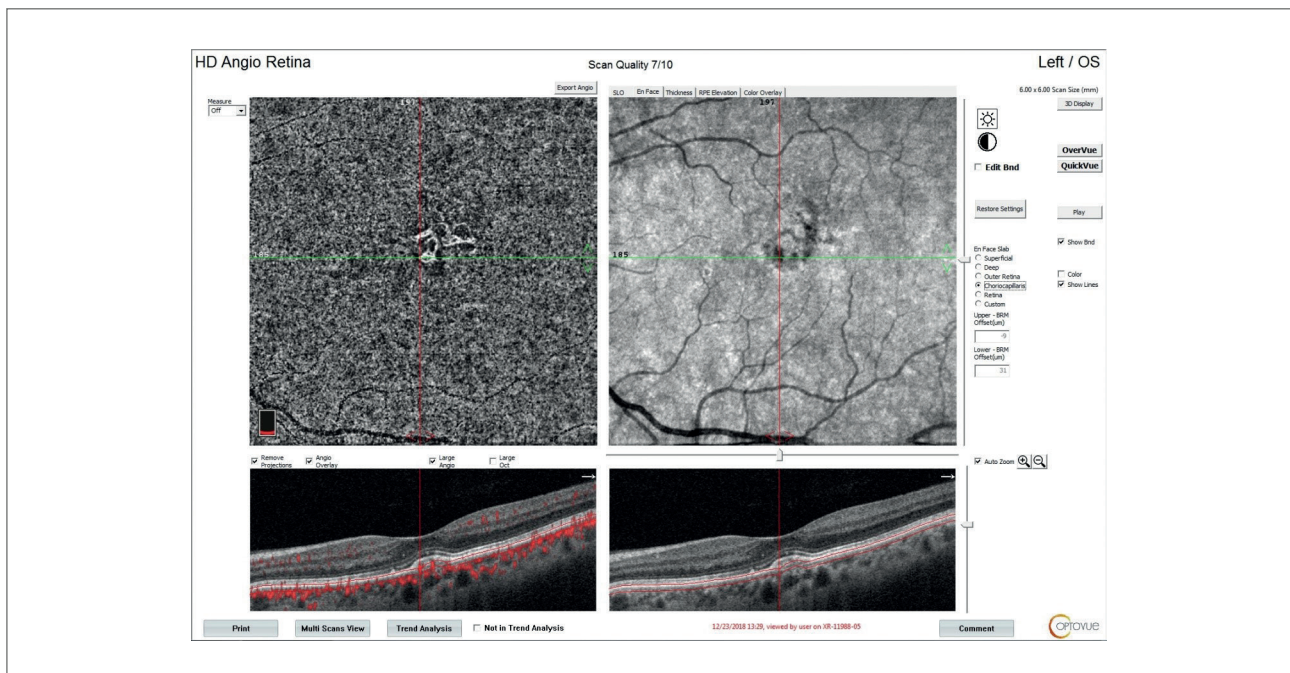 HD Angio Retina
Scan Quality 7/10
Left / OS
Export Angio
Measure
Off
SLO
En Face
Thickness
RPE Elevation
Color Overlay
6.00 x 6.00 Scan Size (mm)
197
197
3D Display
OverVue
QuickVue
Edit Bnd
Restore Settings
Play
Show Bnd
185
185
En Face Slab
Superficial
Deep
Outer Retina
Choriocapillaris
Retina
Custom
Color
Show Lines
Upper - BRM
Offset(um)
-9
Lower - BRM
Offset(um)
31
Remove
Projections
Angio
Overlay
Large
Angio
Large
Oct
Auto Zoom
Print
Multi Scans View
Trend Analysis
Not in Trend Analysis
12/23/2018 13:29, viewed by user on XR-11988-05
Comment
OPTOVUE